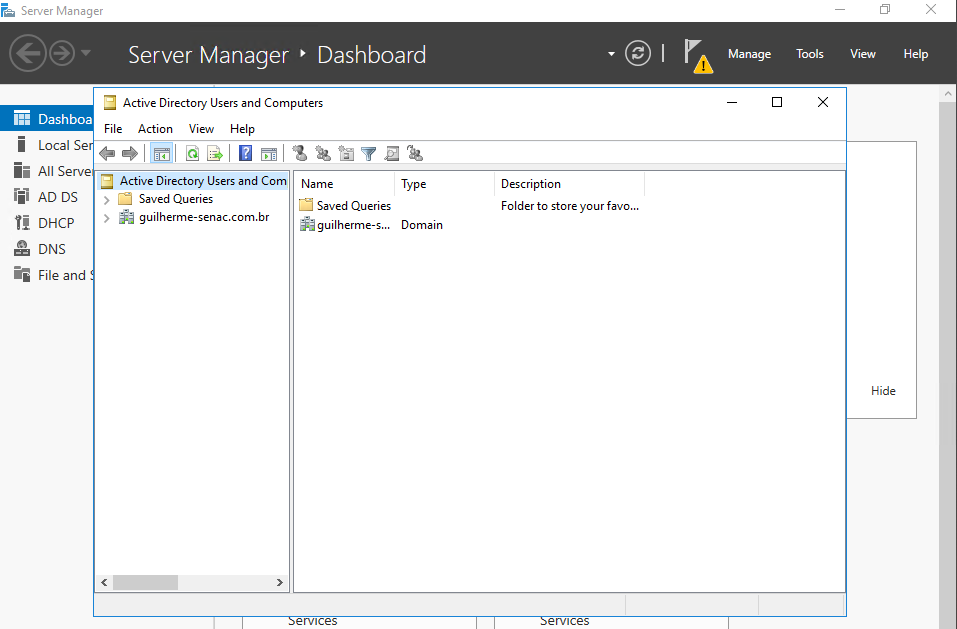 Server Manager
Server Manager ‣ Dashboard
Manage Tools View Help
Active Directory Users and Computers
File Action View Help
Dashboa
Local Ser
All Server
AD DS
DHCP
DNS
File and S
Active Directory Users and Com
Saved Queries
guilherme-senac.com.br
Name Type Description
Saved Queries Folder to store your favo...
guilherme-s... Domain
Hide
Services Services